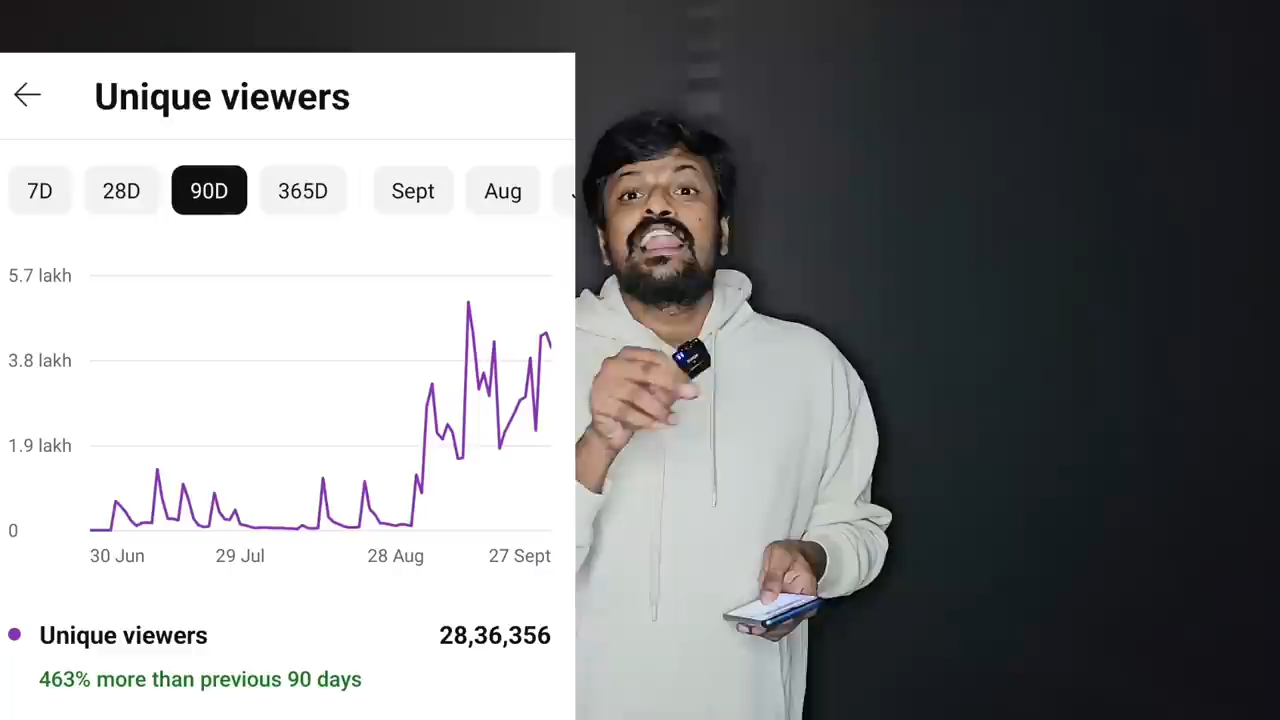 Unique viewers
7D 28D 90D 365D Sept Aug
5.7 lakh
3.8 lakh
1.9 lakh
0
30 Jun 29 Jul 28 Aug 27 Sept
Unique viewers 28,36,356
463% more than previous 90 days